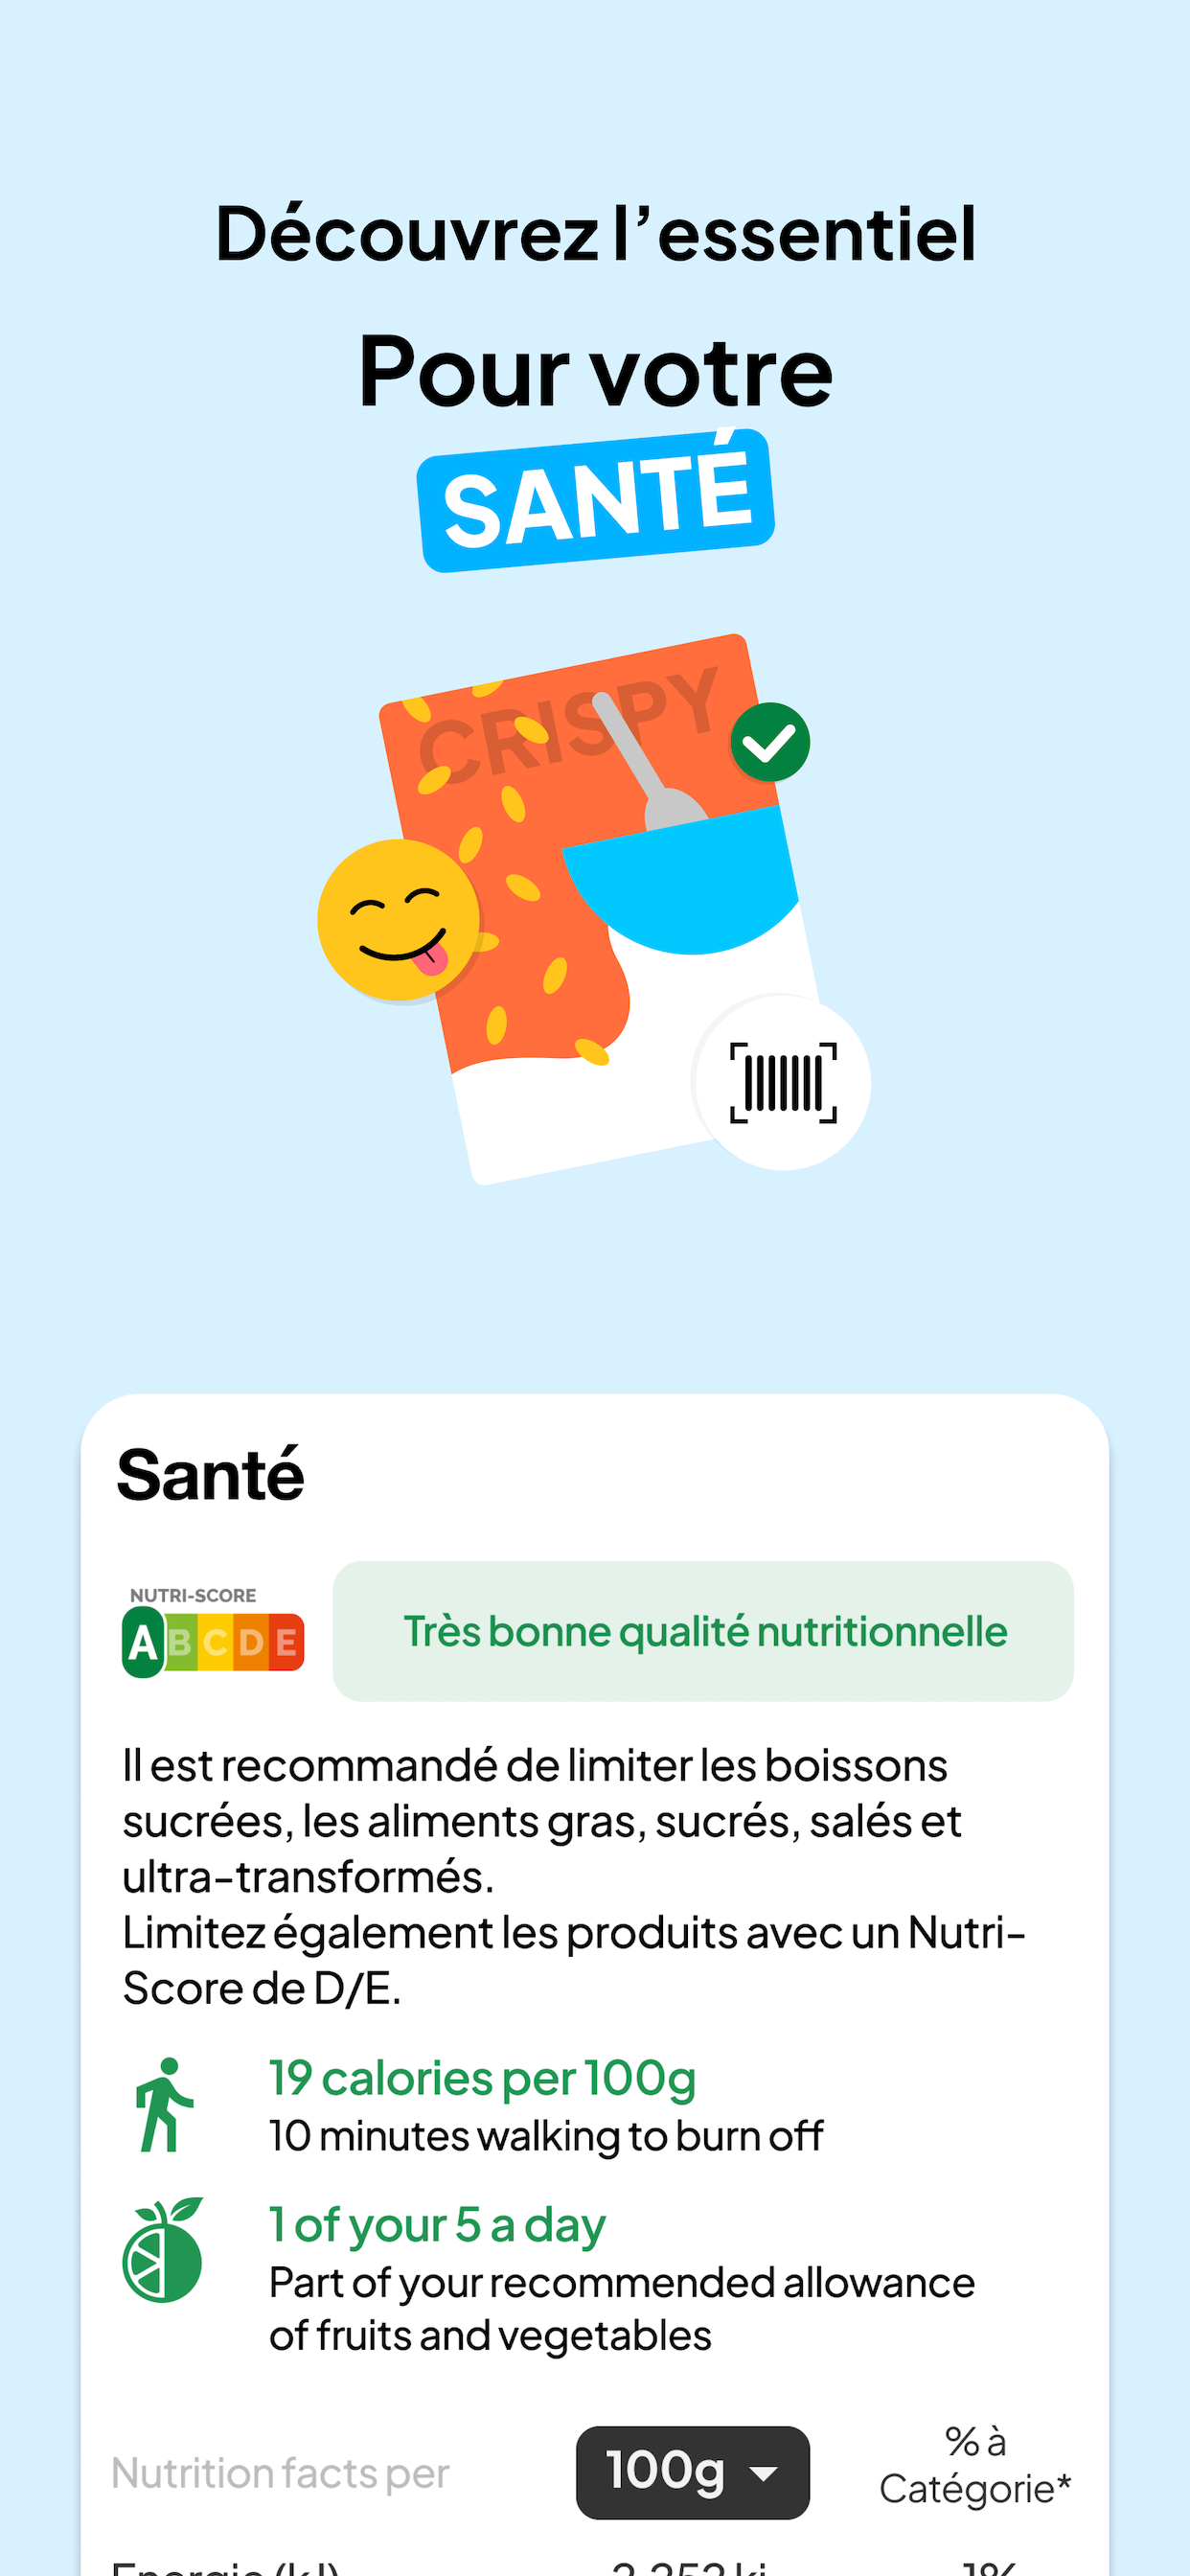 Découvrez l’essentiel
Pour votre
SANTÉ
CRISPY
Santé
NUTRI-SCORE
A B C D E
Très bonne qualité nutritionnelle
Il est recommandé de limiter les boissons
sucrées, les aliments gras, sucrés, salés et
ultra-transformés.
Limitez également les produits avec un Nutri-
Score de D/E.
19 calories per 100g
10 minutes walking to burn off
1 of your 5 a day
Part of your recommended allowance
of fruits and vegetables
Nutrition facts per
100g
% à
Catégorie*